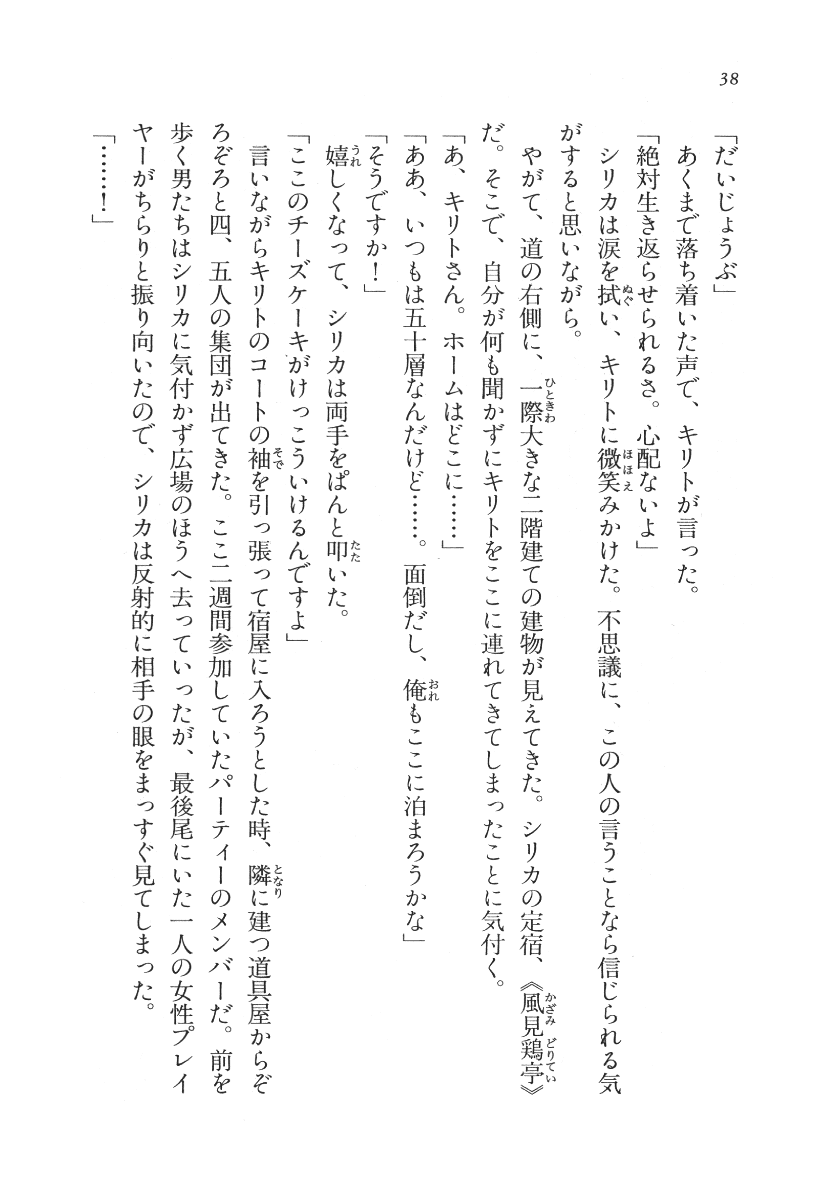 38
「だいじょうぶ」
　あくまで落ち着いた声で、キリトが言った。
「絶対生き返らせられるさ。心配ないよ」
　シリカは涙を拭い、キリトに微笑みかけた。不思議に、この人の言うことなら信じられる気
がすると思いながら。
　やがて、道の右側に、一際大きな二階建ての建物が見えてきた。シリカの定宿、《風見鶏亭》
だ。そこで、自分が何も聞かずにキリトをここに連れてきてしまったことに気付く。
「あ、キリトさん。ホームはどこに……」
「ああ、いつもは五十層なんだけど……。面倒だし、俺もここに泊まろうかな」
「そうですか！」
　嬉しくなって、シリカは両手をぱんと叩いた。
「ここのチーズケーキがけっこういけるんですよ」
　言いながらキリトのコートの袖を引っ張って宿屋に入ろうとした時、隣に建つ道具屋からぞ
ろぞろと四、五人の集団が出てきた。ここ二週間参加していたパーティーのメンバーだ。前を
歩く男たちはシリカに気付かず広場のほうへ去っていったが、最後尾にいた一人の女性プレイ
ヤーがちらりと振り向いたので、シリカは反射的に相手の眼をまっすぐ見てしまった。
「……！」